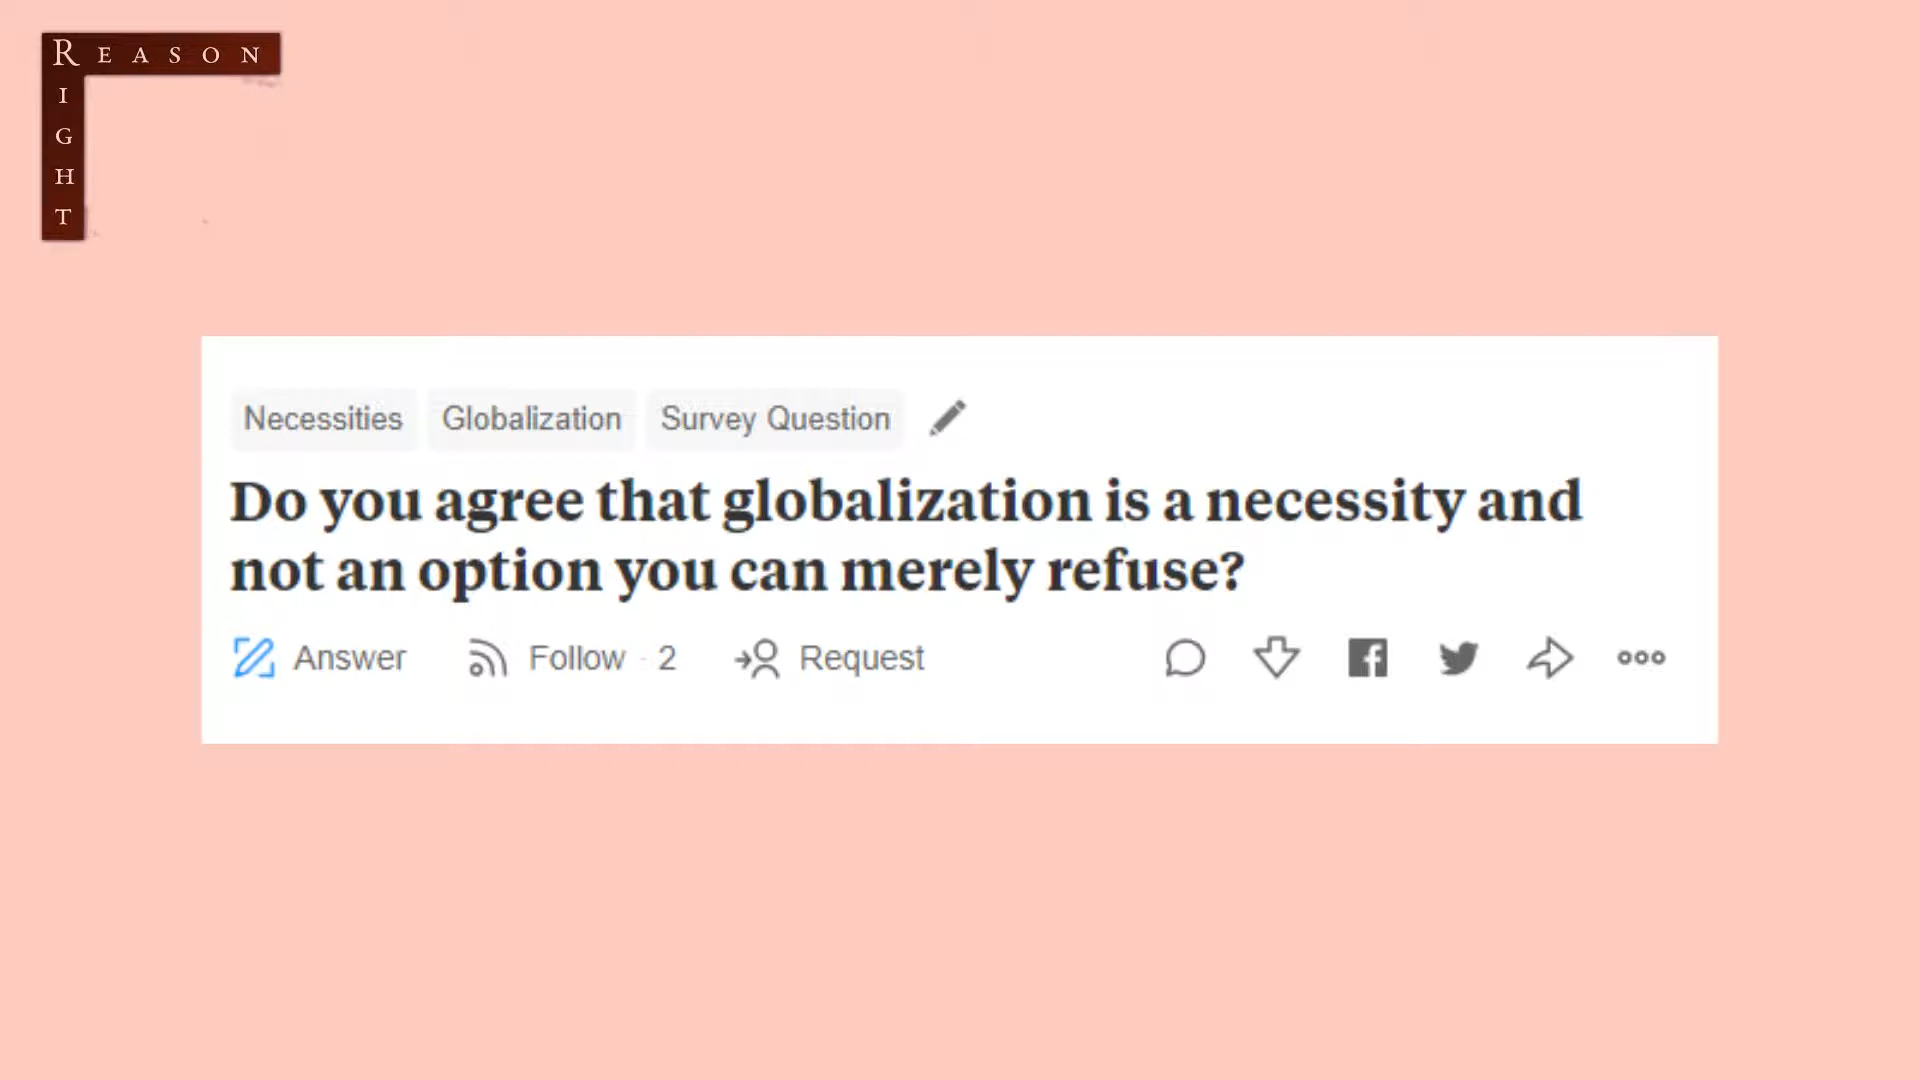 REASON
RIGHT
Necessities Globalization Survey Question
Do you agree that globalization is a necessity and
not an option you can merely refuse?
Answer Follow · 2 Request